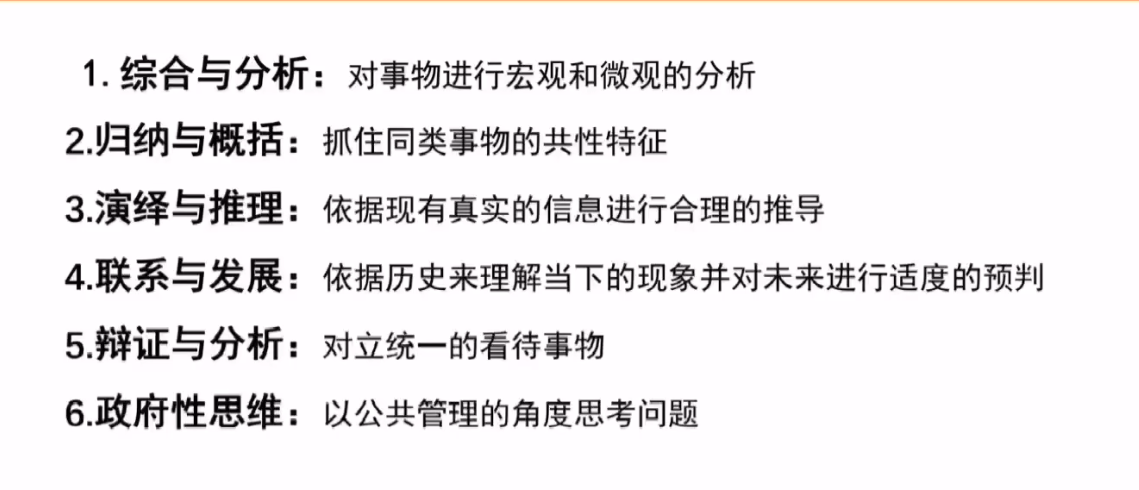 1. 综合与分析：对事物进行宏观和微观的分析
2.归纳与概括：抓住同类事物的共性特征
3.演绎与推理：依据现有真实的信息进行合理的推导
4.联系与发展：依据历史来理解当下的现象并对未来进行适度的预判
5.辩证与分析：对立统一的看待事物
6.政府性思维：以公共管理的角度思考问题